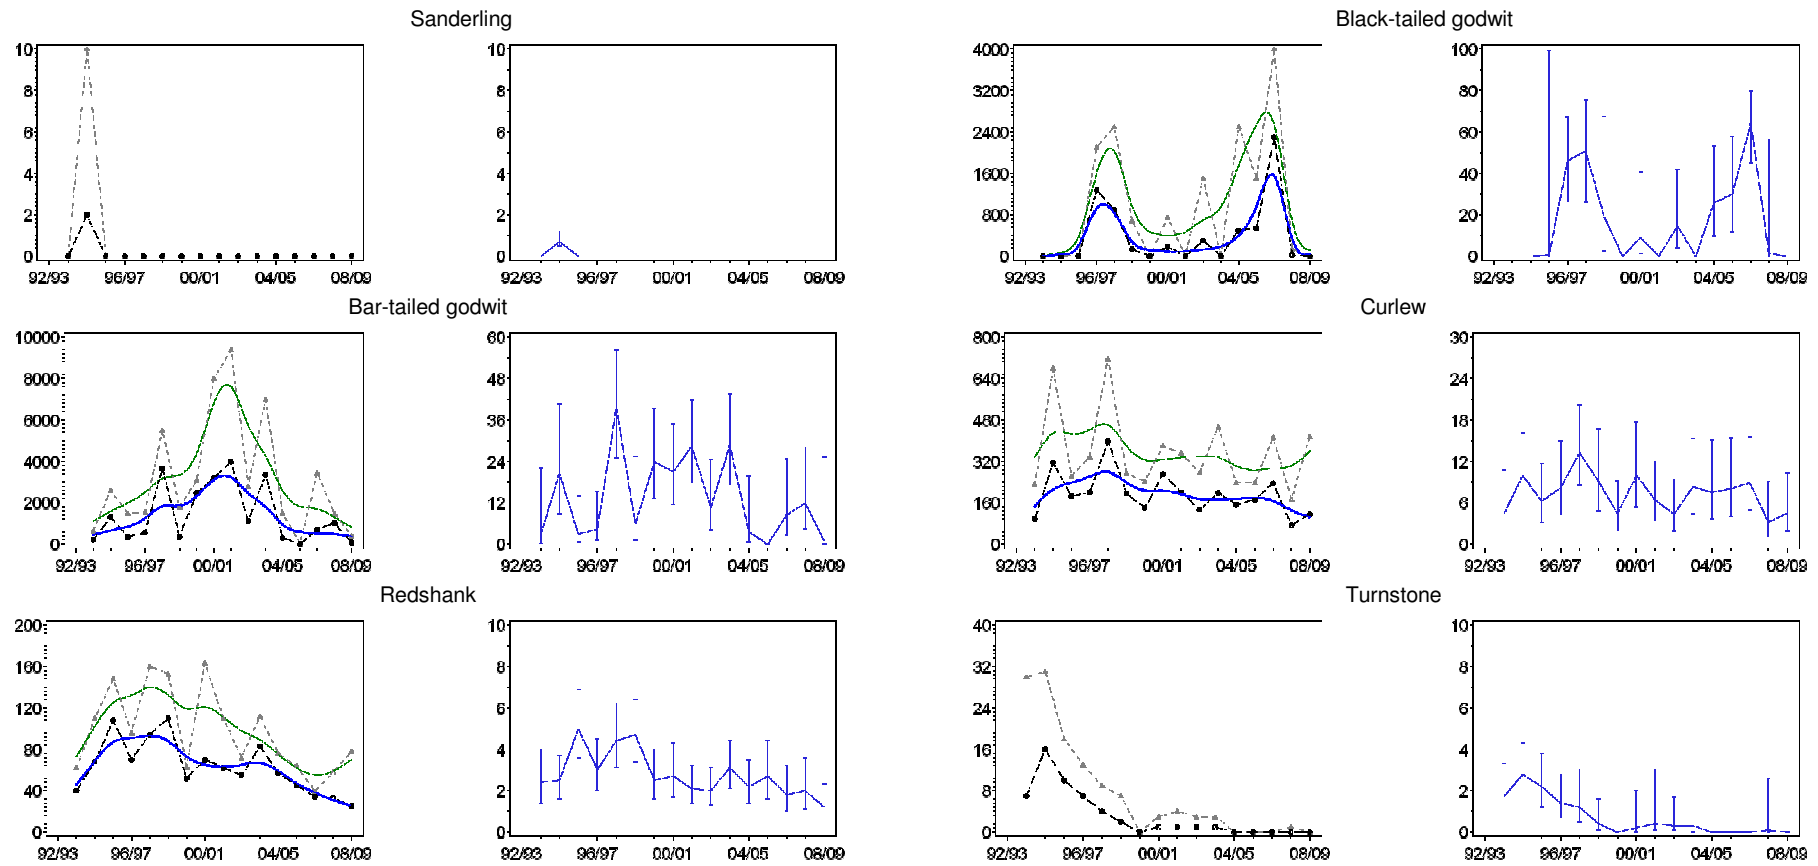 Sanderling
Black-tailed godwit
10 8 6 4 2 0
92/93 96/97 00/01 04/05 08/09
10 8 6 4 2 0
92/93 96/97 00/01 04/05 08/09
4000 3200 2400 1600 800 0
92/93 96/97 00/01 04/05 08/09
100 80 60 40 20 0
92/93 96/97 00/01 04/05 08/09
Bar-tailed godwit
Curlew
10000 8000 6000 4000 2000 0
92/93 96/97 00/01 04/05 08/09
60 48 36 24 12 0
92/93 96/97 00/01 04/05 08/09
800 640 480 320 160 0
92/93 96/97 00/01 04/05 08/09
30 24 18 12 6 0
92/93 96/97 00/01 04/05 08/09
Redshank
Turnstone
200 160 120 80 40 0
92/93 96/97 00/01 04/05 08/09
10 8 6 4 2 0
92/93 96/97 00/01 04/05 08/09
40 32 24 16 8 0
92/93 96/97 00/01 04/05 08/09
10 8 6 4 2 0
92/93 96/97 00/01 04/05 08/09